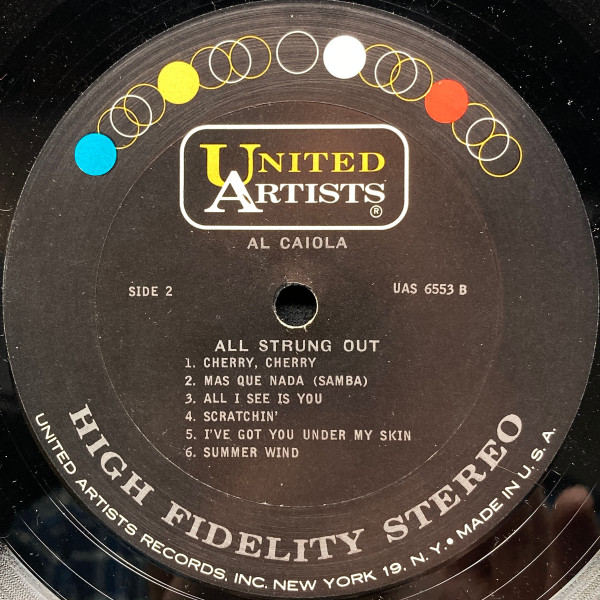 UNITED
ARTISTS®
AL CAIOLA
SIDE 2
UAS 6553 B
ALL STRUNG OUT
1. CHERRY, CHERRY
2. MAS QUE NADA (SAMBA)
3. ALL I SEE IS YOU
4. SCRATCHIN'
5. I'VE GOT YOU UNDER MY SKIN
6. SUMMER WIND
HIGH FIDELITY STEREO
UNITED ARTISTS RECORDS, INC. NEW YORK 19, N.Y. • MADE IN U.S.A.